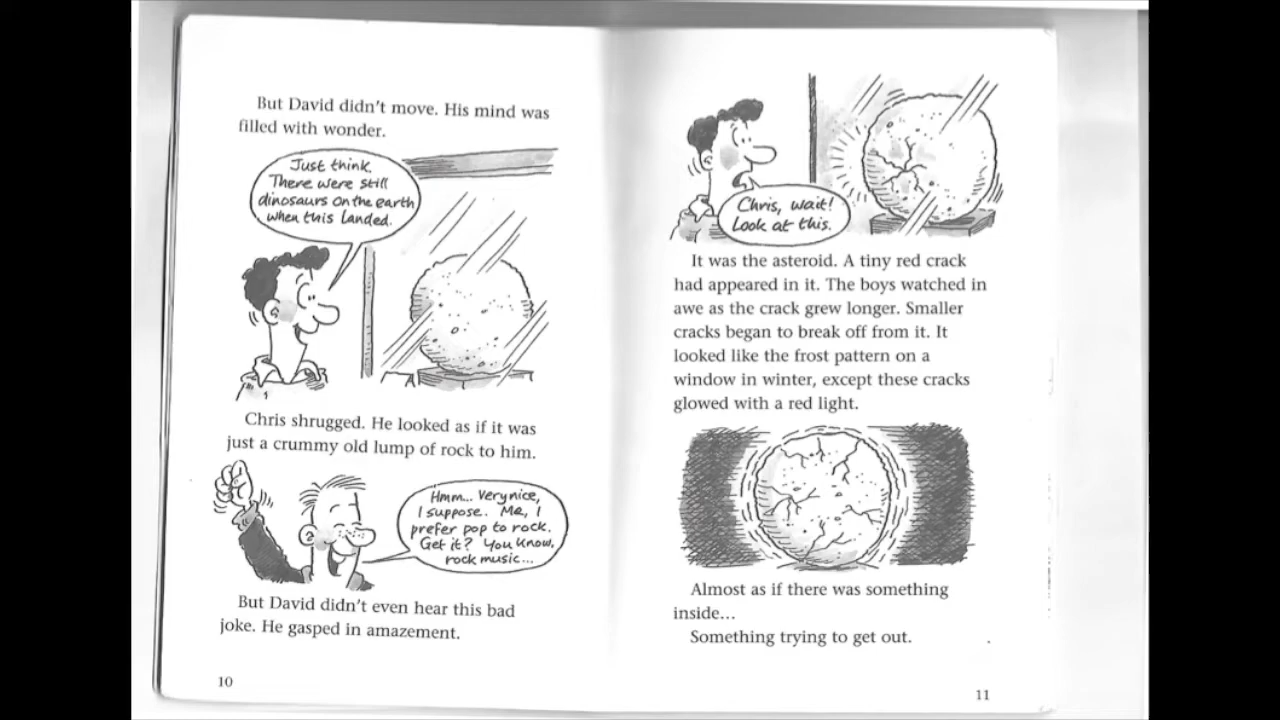 But David didn't move. His mind was
filled with wonder.
Just think.
There were still
dinosaurs on the earth
when this landed.
Chris shrugged. He looked as if it was
just a crummy old lump of rock to him.
Hmm... Very nice,
I suppose. Me, I
prefer pop to rock.
Get it? You know,
rock music...
But David didn't even hear this bad
joke. He gasped in amazement.
10
Chris, wait!
Look at this.
It was the asteroid. A tiny red crack
had appeared in it. The boys watched in
awe as the crack grew longer. Smaller
cracks began to break off from it. It
looked like the frost pattern on a
window in winter, except these cracks
glowed with a red light.
Almost as if there was something
inside...
Something trying to get out.
11